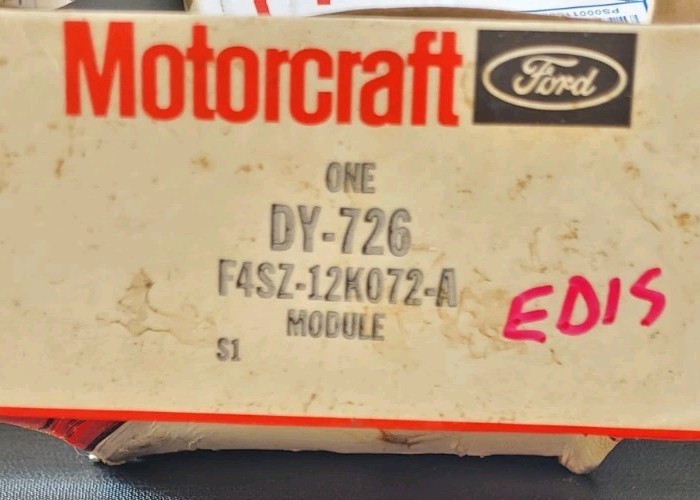 Motorcraft Ford
ONE
DY-726
F4SZ-12K072-A
MODULE
S1
EDIS